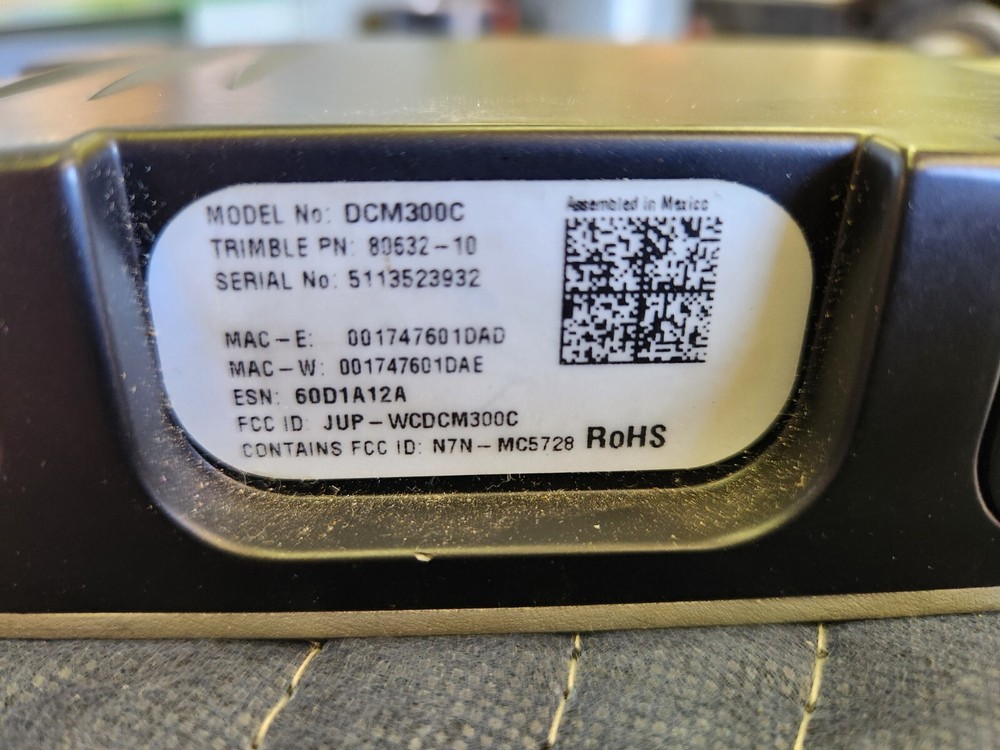 MODEL No: DCM300C
TRIMBLE PN: 80632-10
SERIAL No: 5113523932
Assembled in Mexico
MAC-E: 001747601DAD
MAC-W: 001747601DAE
ESN: 60D1A12A
FCC ID: JUP-WCDCM300C
CONTAINS FCC ID: N7N-MC5728 RoHS